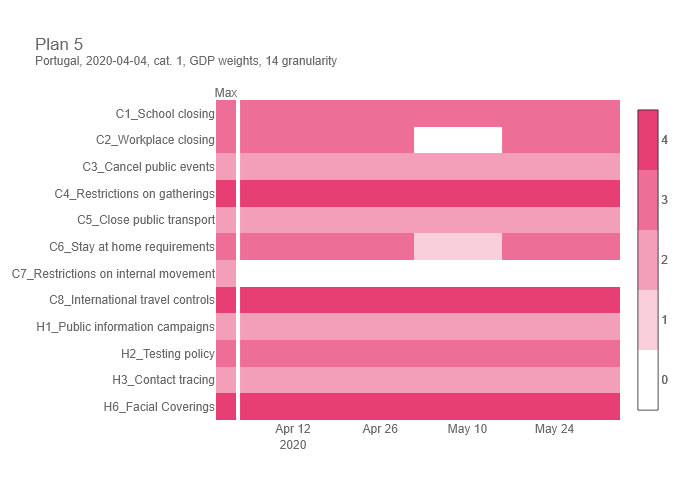 Plan 5
Portugal, 2020-04-04, cat. 1, GDP weights, 14 granularity
Max
C1_School closing
C2_Workplace closing
C3_Cancel public events
C4_Restrictions on gatherings
C5_Close public transport
C6_Stay at home requirements
C7_Restrictions on internal movement
C8_International travel controls
H1_Public information campaigns
H2_Testing policy
H3_Contact tracing
H6_Facial Coverings
4
3
2
1
0
Apr 12 Apr 26 May 10 May 24
2020